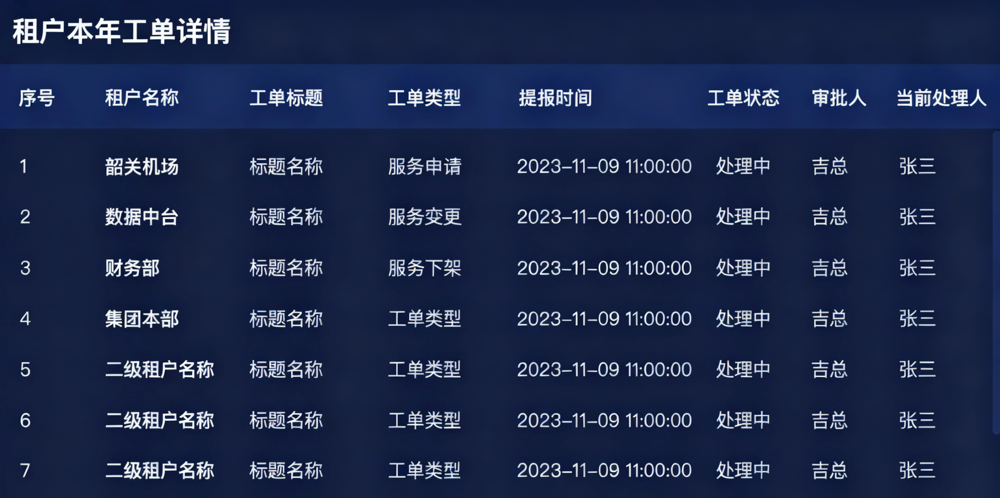 租户本年工单详情
序号 租户名称 工单标题 工单类型 提报时间 工单状态 审批人 当前处理人
1 韶关机场 标题名称 服务申请 2023-11-09 11:00:00 处理中 吉总 张三
2 数据中台 标题名称 服务变更 2023-11-09 11:00:00 处理中 吉总 张三
3 财务部 标题名称 服务下架 2023-11-09 11:00:00 处理中 吉总 张三
4 集团本部 标题名称 工单类型 2023-11-09 11:00:00 处理中 吉总 张三
5 二级租户名称 标题名称 工单类型 2023-11-09 11:00:00 处理中 吉总 张三
6 二级租户名称 标题名称 工单类型 2023-11-09 11:00:00 处理中 吉总 张三
7 二级租户名称 标题名称 工单类型 2023-11-09 11:00:00 处理中 吉总 张三